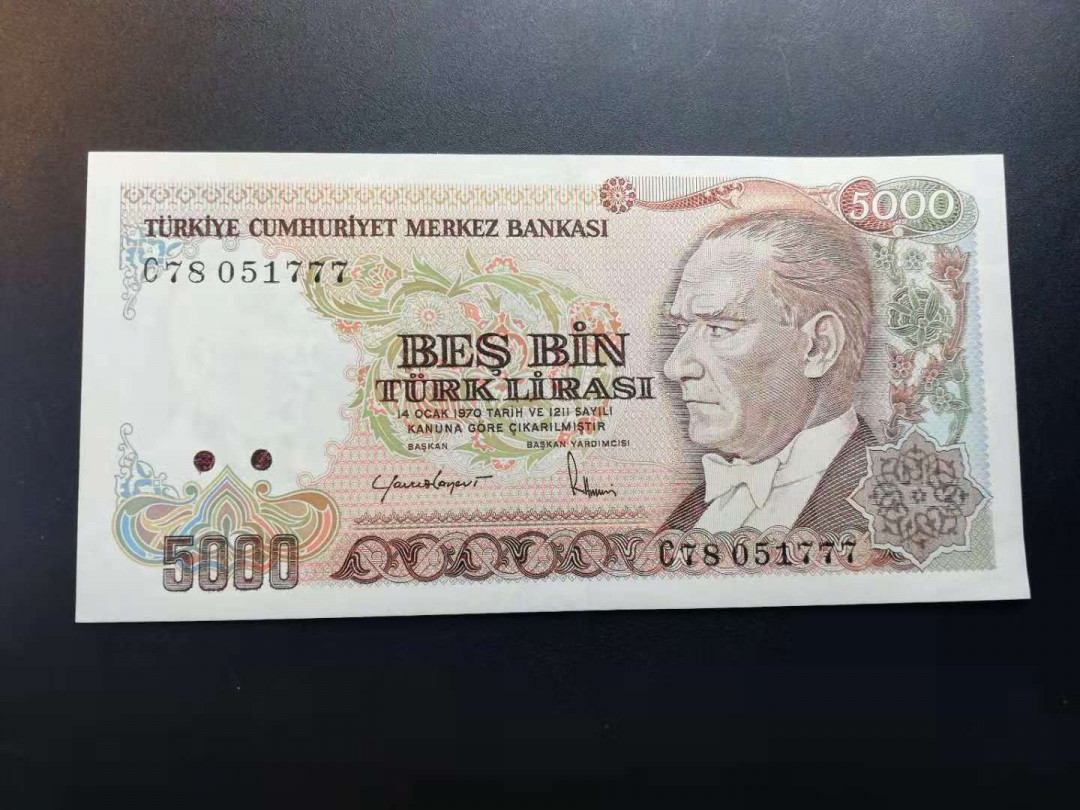 5000
TÜRKİYE CUMHURİYET MERKEZ BANKASI
C78 051777
BEŞ BİN
TÜRK LİRASI
14 OCAK 1970 TARİH VE 1211 SAYILI
KANUNA GÖRE ÇIKARILMIŞTIR
BAŞKAN BAŞKAN YARDIMCISI
5000
C78 051777